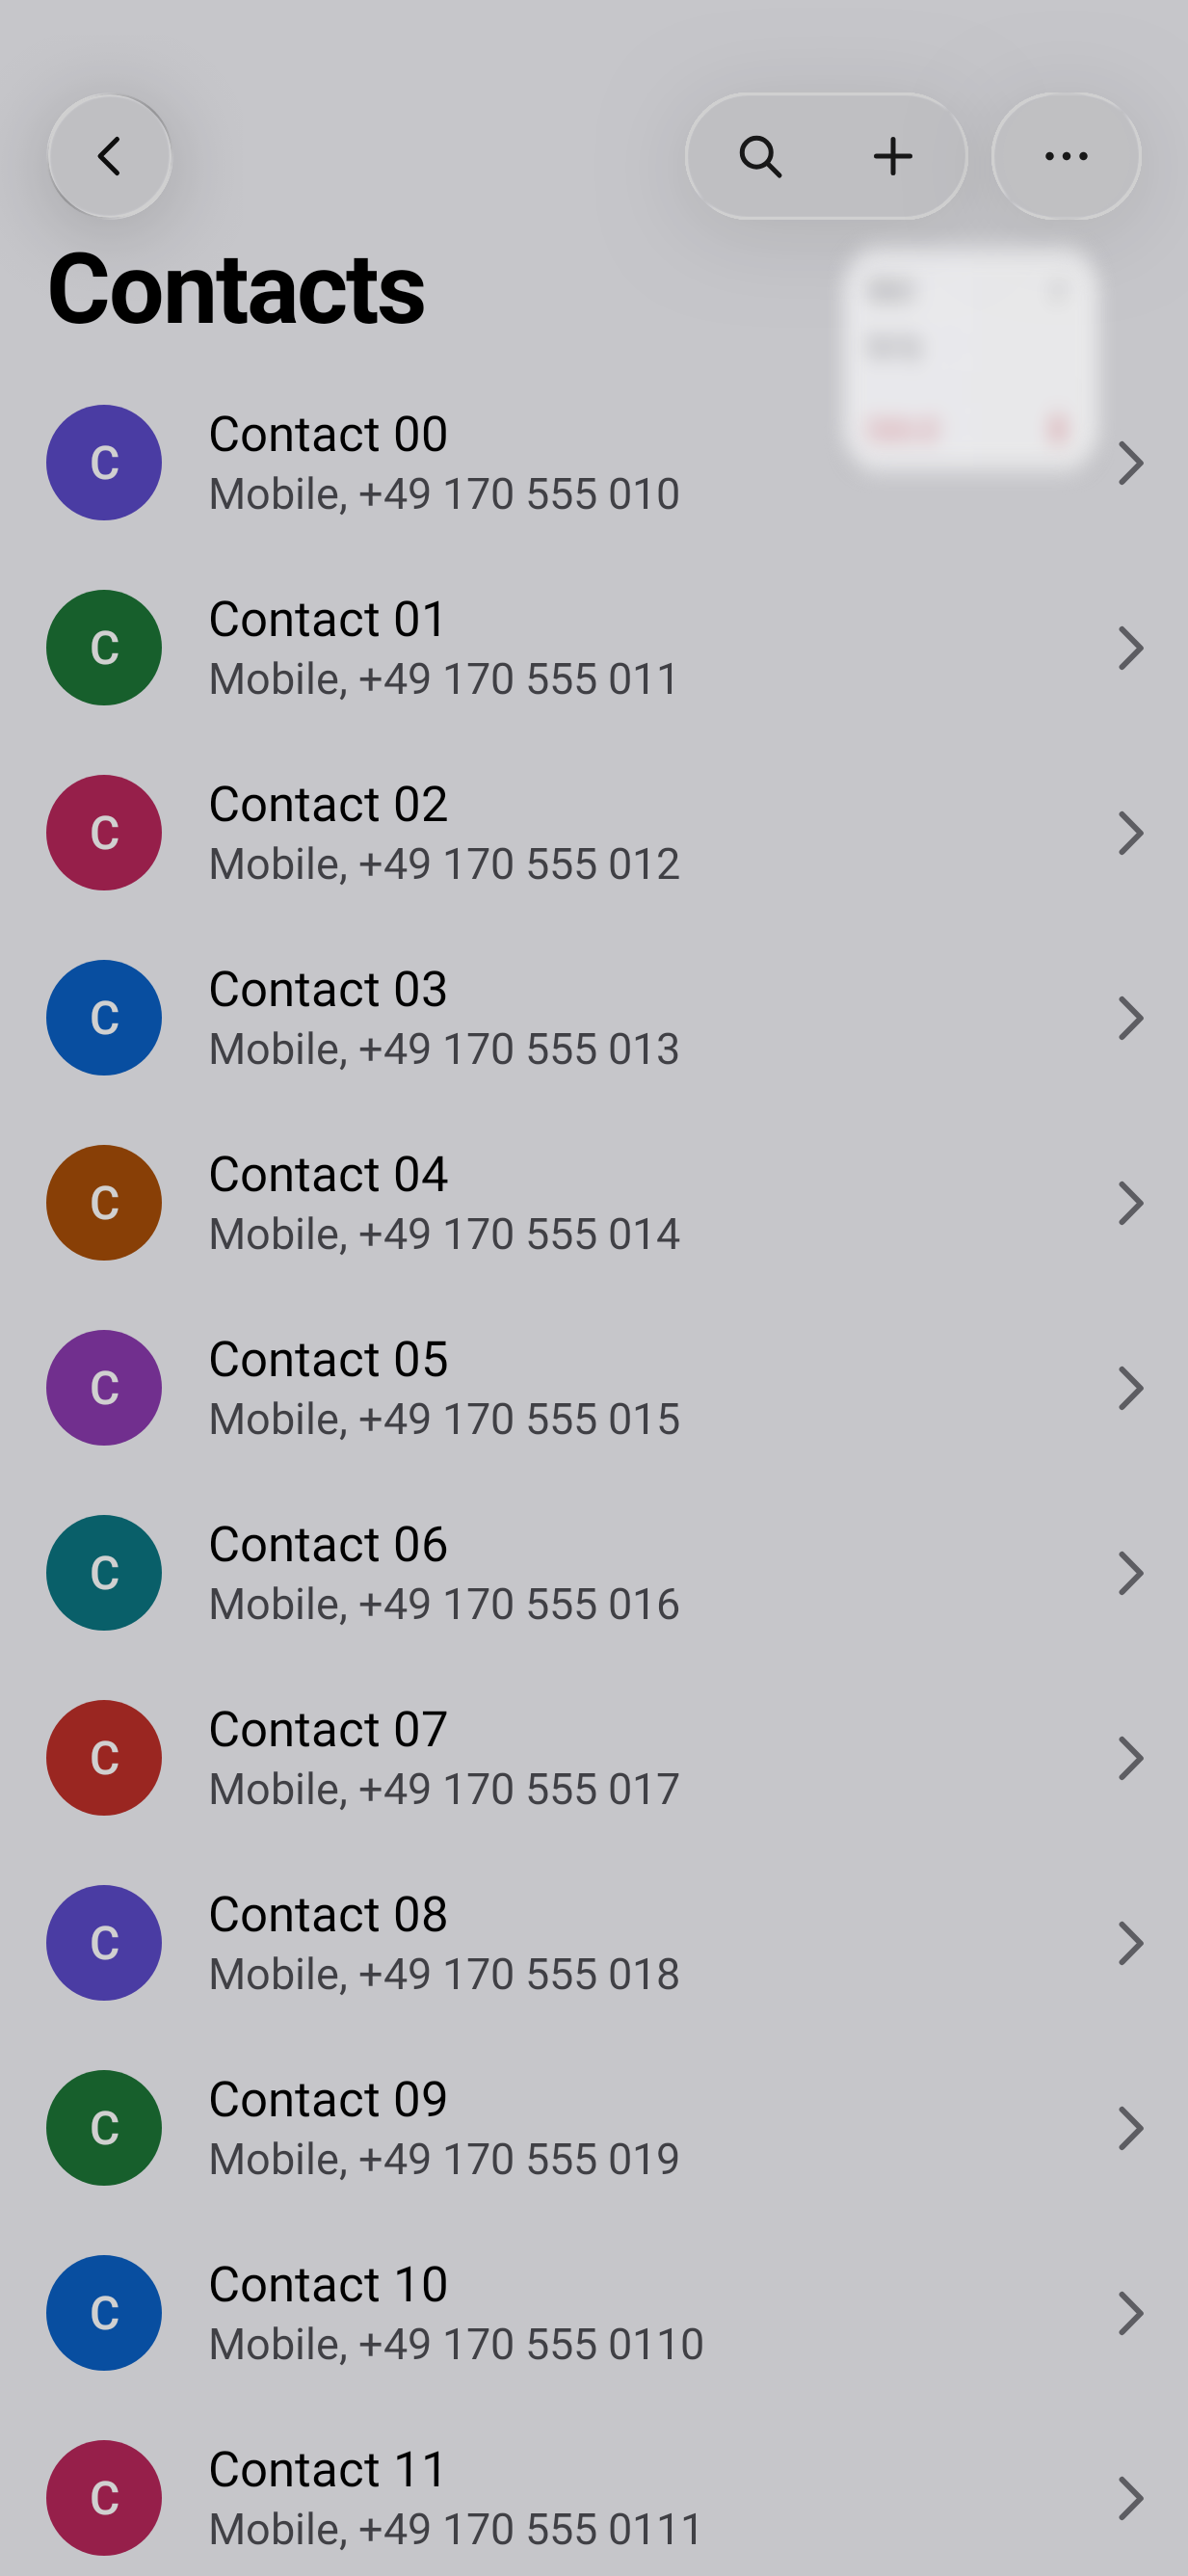 Contacts
C
Contact 00
Mobile, +49 170 555 010
C
Contact 01
Mobile, +49 170 555 011
C
Contact 02
Mobile, +49 170 555 012
C
Contact 03
Mobile, +49 170 555 013
C
Contact 04
Mobile, +49 170 555 014
C
Contact 05
Mobile, +49 170 555 015
C
Contact 06
Mobile, +49 170 555 016
C
Contact 07
Mobile, +49 170 555 017
C
Contact 08
Mobile, +49 170 555 018
C
Contact 09
Mobile, +49 170 555 019
C
Contact 10
Mobile, +49 170 555 0110
C
Contact 11
Mobile, +49 170 555 0111